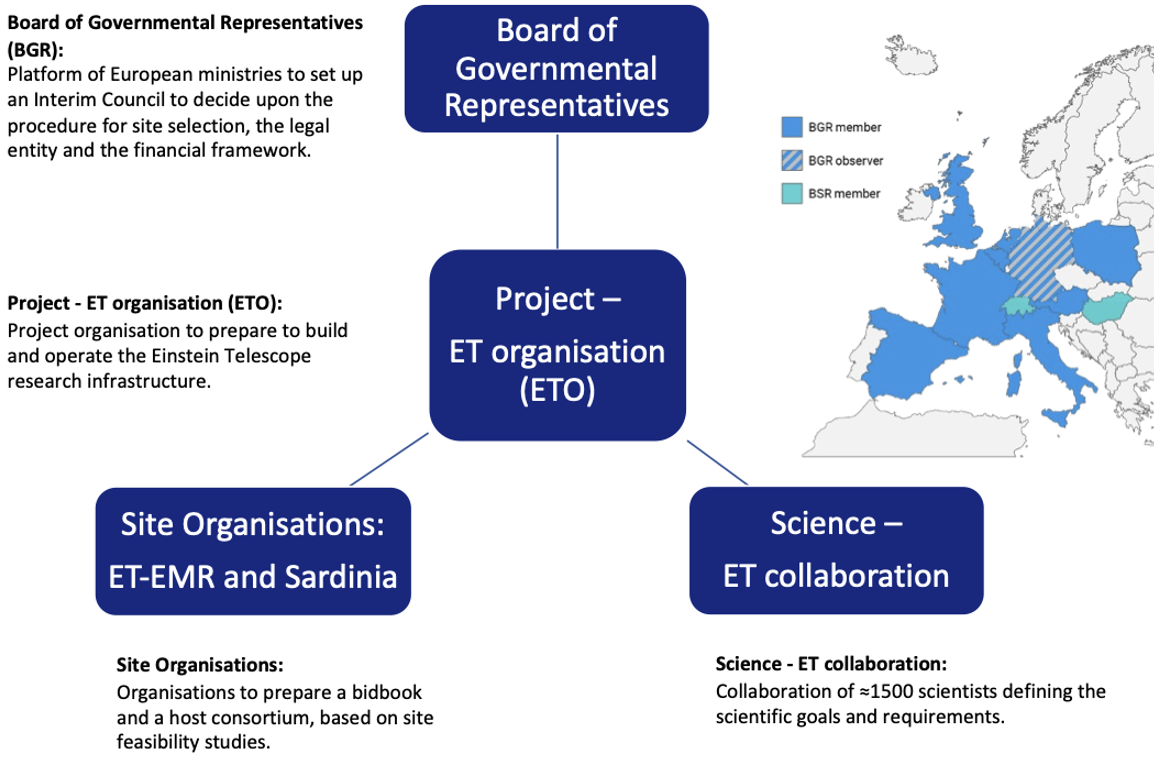 Board of Governmental Representatives
(BGR):
Platform of European ministries to set up
an Interim Council to decide upon the
procedure for site selection, the legal
entity and the financial framework.
Board of
Governmental
Representatives
BGR member
BGR observer
BSR member
Project - ET organisation (ETO):
Project organisation to prepare to build
and operate the Einstein Telescope
research infrastructure.
Project –
ET organisation
(ETO)
Site Organisations:
ET-EMR and Sardinia
Science –
ET collaboration
Site Organisations:
Organisations to prepare a bidbook
and a host consortium, based on site
feasibility studies.
Science - ET collaboration:
Collaboration of ≈1500 scientists defining the
scientific goals and requirements.